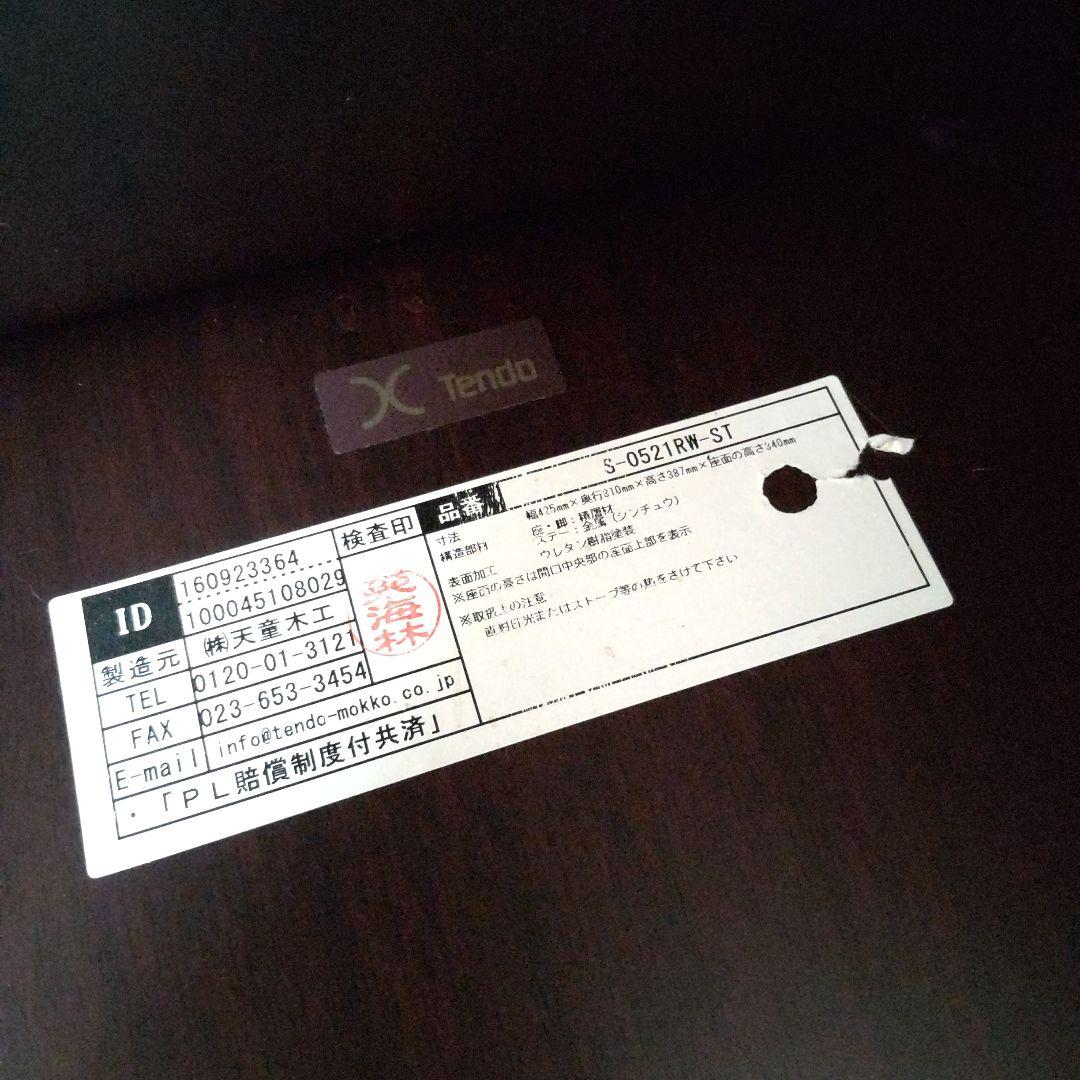 Tendo
ID
160923364
100045108029
検査印
製造元
㈱天童木工
TEL
0120-01-3121
FAX
023-653-3454
E-mail
info@tendo-mokko.co.jp
・「ＰＬ賠償制度付共済」
海林
品番
S-0521RW-ST
寸法
幅425mm×奥行310mm×高さ387mm×座面の高さ340mm
構造部材
座・脚：積層材
ステー：金属(シンチュウ)
表面加工
ウレタン樹脂塗装
※座面の高さは開口中央部の座面上部を表示
※取扱上の注意
直射日光またはストーブ等の熱をさけて下さい